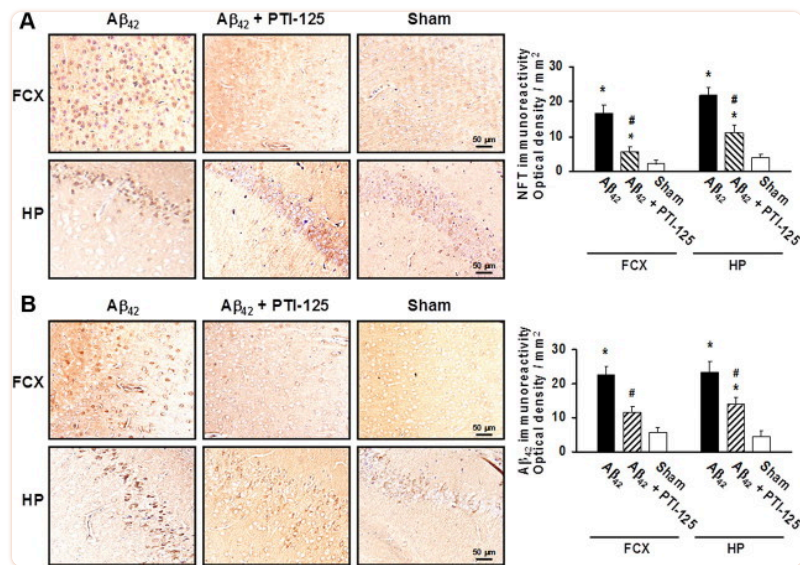 A
Aβ42
Aβ42 + PTI-125
Sham
FCX
50 µm
HP
50 µm
NFT immunoreactivity
Optical density / mm2
30
20
10
0
*
#
*
*
#
*
Aβ42
Aβ42 + PTI-125
Sham
Aβ42
Aβ42 + PTI-125
Sham
FCX
HP
B
Aβ42
Aβ42 + PTI-125
Sham
FCX
50 µm
HP
50 µm
Aβ42 immunoreactivity
Optical density / mm2
30
20
10
0
*
#
*
#
*
Aβ42
Aβ42 + PTI-125
Sham
Aβ42
Aβ42 + PTI-125
Sham
FCX
HP